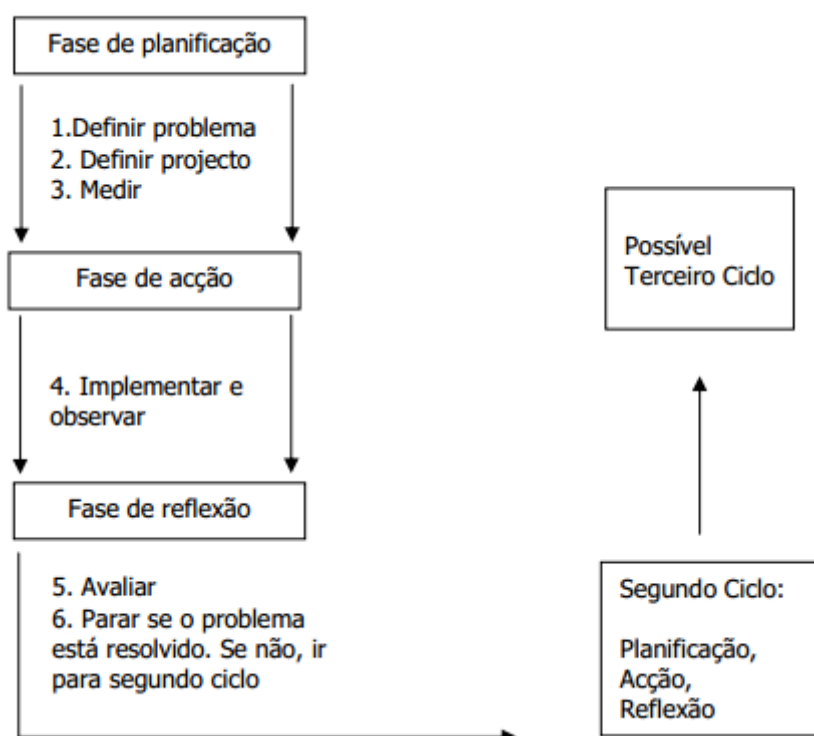 Fase de planificação
1.Definir problema
2. Definir projecto
3. Medir
Fase de acção
4. Implementar e
observar
Fase de reflexão
5. Avaliar
6. Parar se o problema
está resolvido. Se não, ir
para segundo ciclo
Possível
Terceiro Ciclo
Segundo Ciclo:
Planificação,
Acção,
Reflexão